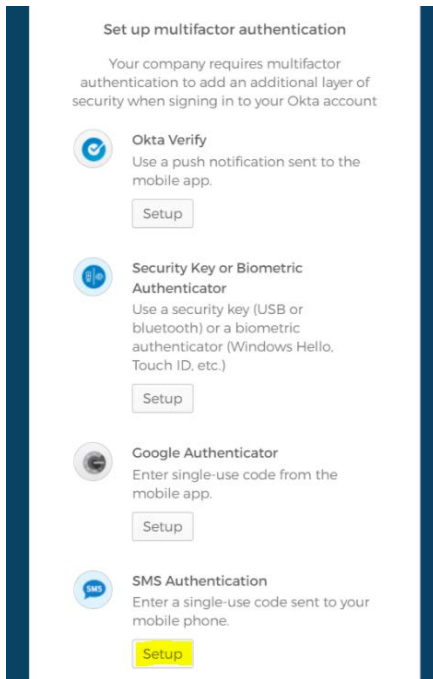 Set up multifactor authentication
Your company requires multifactor
authentication to add an additional layer of
security when signing in to your Okta account
Okta Verify
Use a push notification sent to the
mobile app.
Setup
Security Key or Biometric
Authenticator
Use a security key (USB or
bluetooth) or a biometric
authenticator (Windows Hello,
Touch ID, etc.)
Setup
Google Authenticator
Enter single-use code from the
mobile app.
Setup
SMS
SMS Authentication
Enter a single-use code sent to your
mobile phone.
Setup